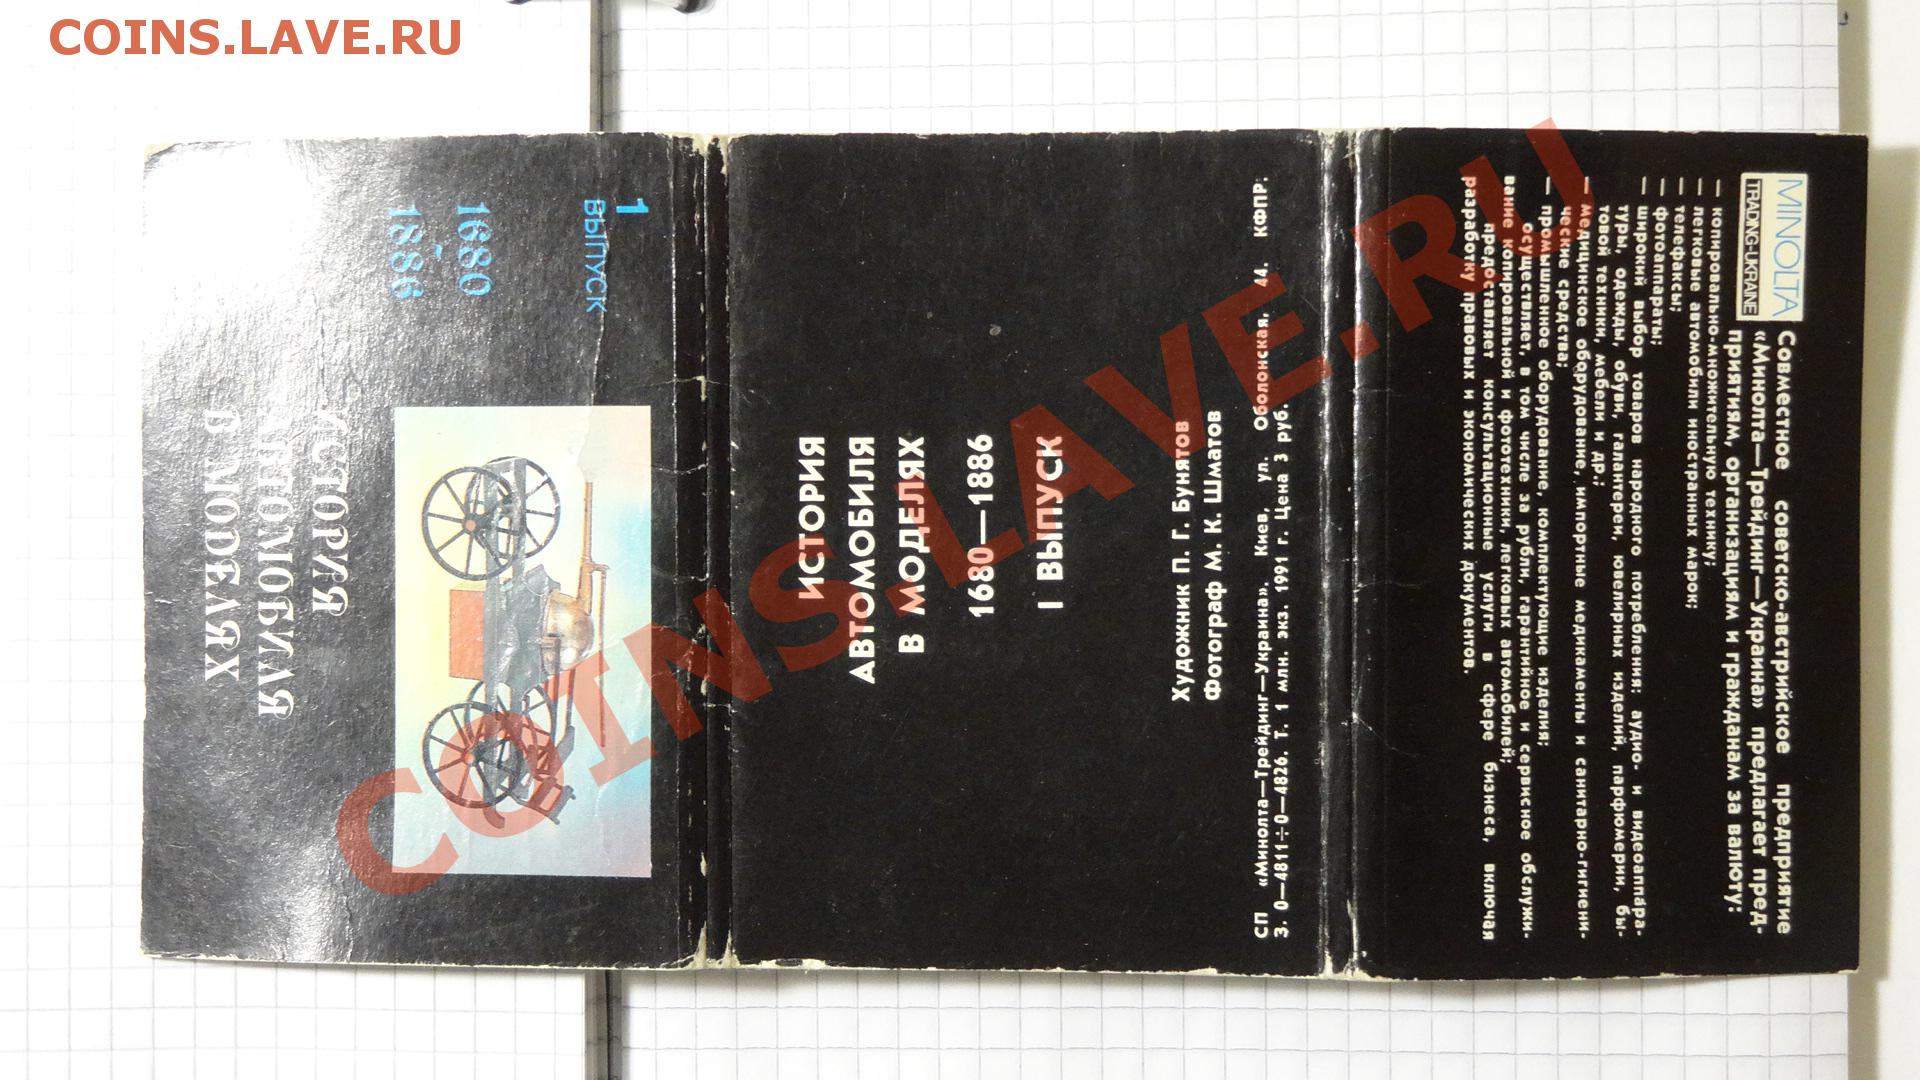 COINS.LAVE.RU
1
ВЫПУСК
1680
-
1886
ИСТОРИЯ
АВТОМОБИЛЯ
В МОДЕЛЯХ
ИСТОРИЯ
АВТОМОБИЛЯ
В МОДЕЛЯХ
1680—1886
I ВЫПУСК
Художник П. Г. Бунятов
Фотограф М. К. Шматов
СП «Минолта—Трейдинг—Украина». Киев, ул. Оболонская, 44. КФПР:
З. 0—4811÷0—4826. Т. 1 млн. экз. 1991 г. Цена 3 руб.
MINOLTA
TRADING-UKRAINE
Совместное советско-австрийское предприятие
«Минолта—Трейдинг—Украина» предлагает пред-
приятиям, организациям и гражданам за валюту:
— копировально-множительную технику;
— легковые автомобили иностранных марок;
— телефаксы;
— фотоаппараты;
— широкий выбор товаров народного потребления: аудио- и видеоаппара-
туры, одежды, обуви, галантереи, ювелирных изделий, парфюмерии, бы-
товой техники, мебели и др.;
— медицинское оборудование, импортные медикаменты и санитарно-гигиени-
ческие средства;
— промышленное оборудование, комплектующие изделия;
осуществляет, в том числе за рубли, гарантийное и сервисное обслужи-
вание копировальной и фототехники, легковых автомобилей;
предоставляет консультационные услуги в сфере бизнеса, включая
разработку правовых и экономических документов.
COINS.LAVE.RU